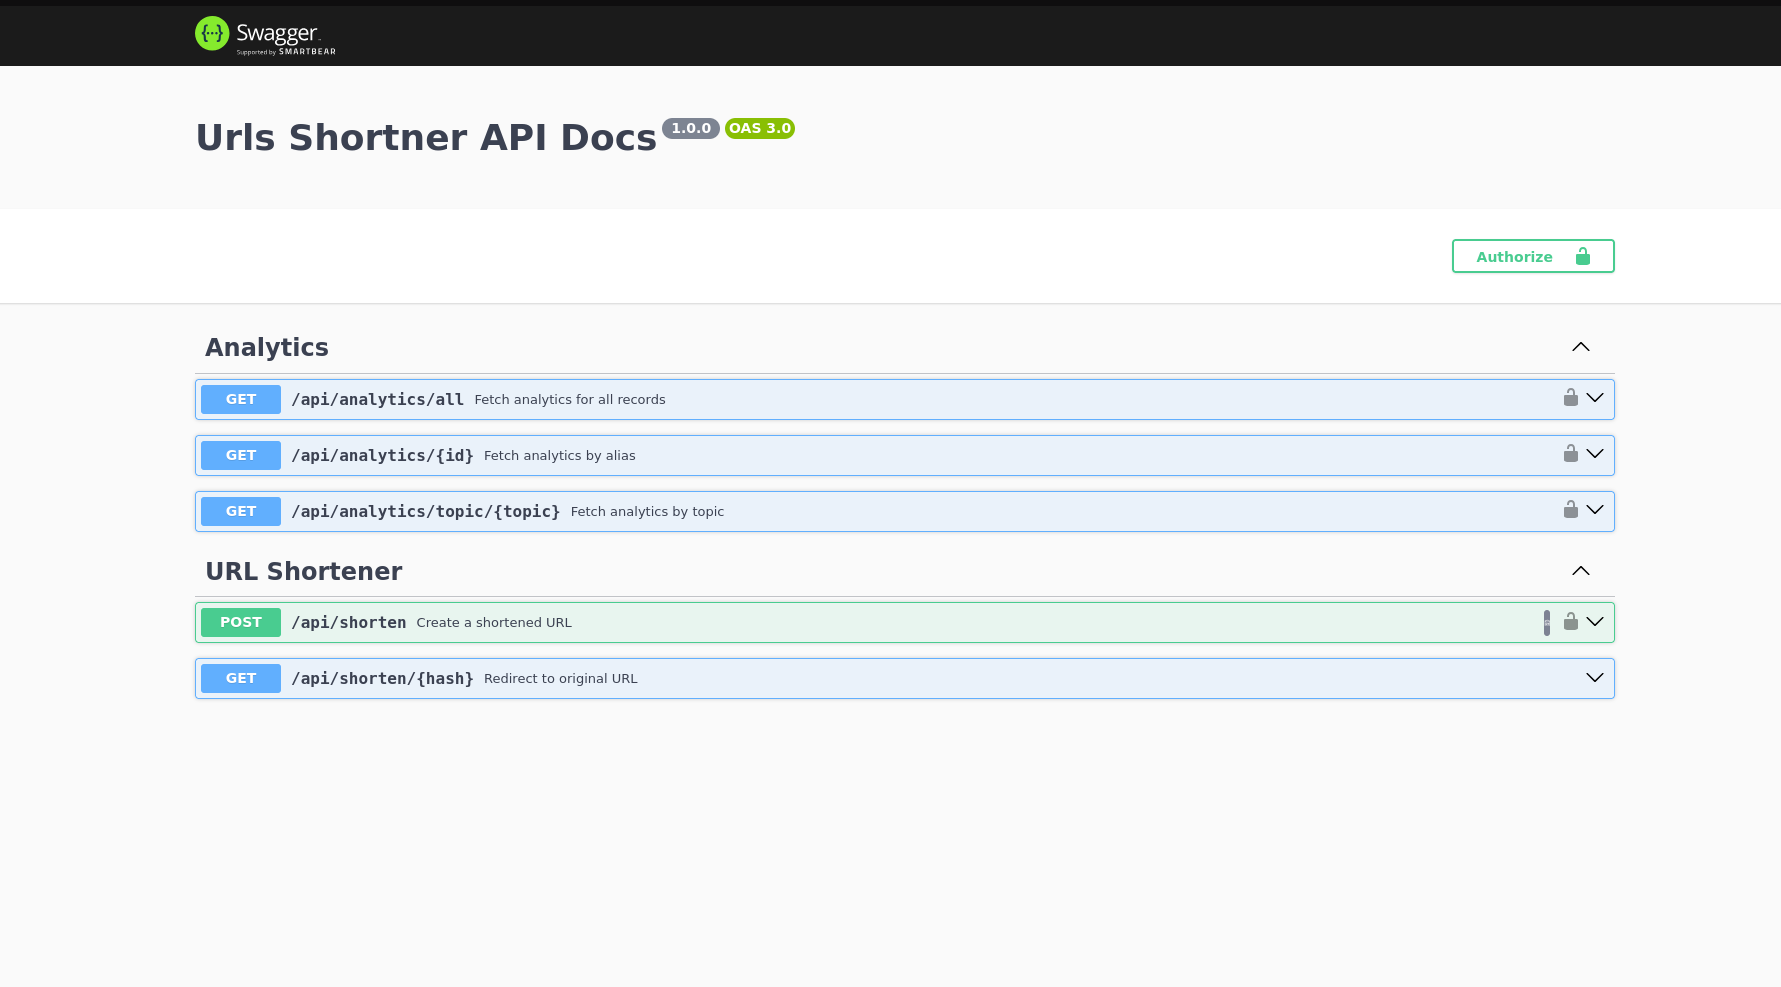 Swagger
Supported by SMARTBEAR
Urls Shortner API Docs 1.0.0 OAS 3.0
Authorize
Analytics
GET /api/analytics/all Fetch analytics for all records
GET /api/analytics/{id} Fetch analytics by alias
GET /api/analytics/topic/{topic} Fetch analytics by topic
URL Shortener
POST /api/shorten Create a shortened URL
GET /api/shorten/{hash} Redirect to original URL